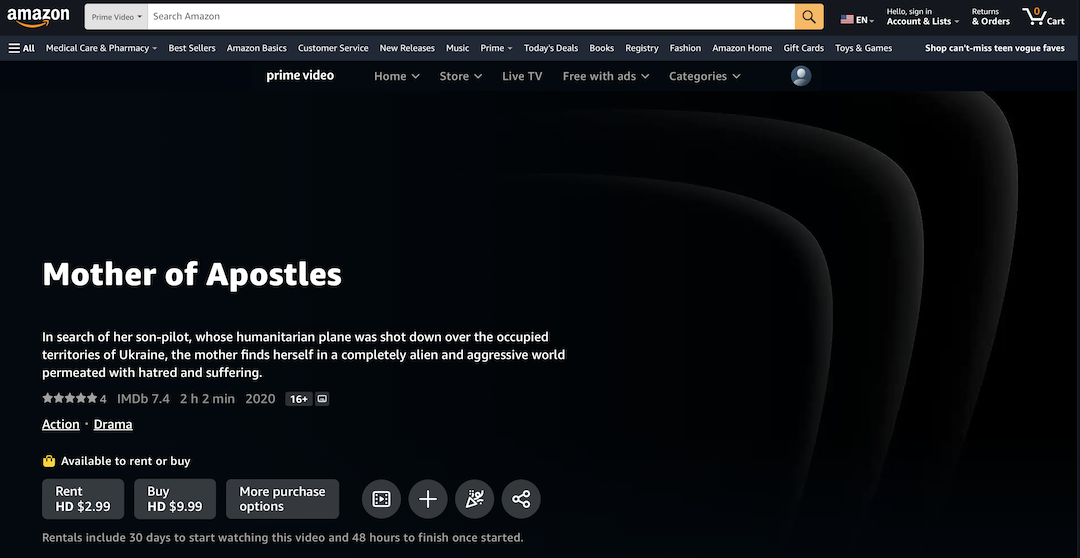 amazon
Prime Video
Search Amazon
EN
Hello, sign in
Account & Lists
Returns
& Orders
0
Cart
All
Medical Care & Pharmacy
Best Sellers
Amazon Basics
Customer Service
New Releases
Music
Prime
Today's Deals
Books
Registry
Fashion
Amazon Home
Gift Cards
Toys & Games
Shop can't-miss teen vogue faves
prime video
Home
Store
Live TV
Free with ads
Categories
Mother of Apostles
In search of her son-pilot, whose humanitarian plane was shot down over the occupied
territories of Ukraine, the mother finds herself in a completely alien and aggressive world
permeated with hatred and suffering.
4 IMDb 7.4 2 h 2 min 2020 16+
Action · Drama
Available to rent or buy
Rent
HD $2.99
Buy
HD $9.99
More purchase
options
Rentals include 30 days to start watching this video and 48 hours to finish once started.